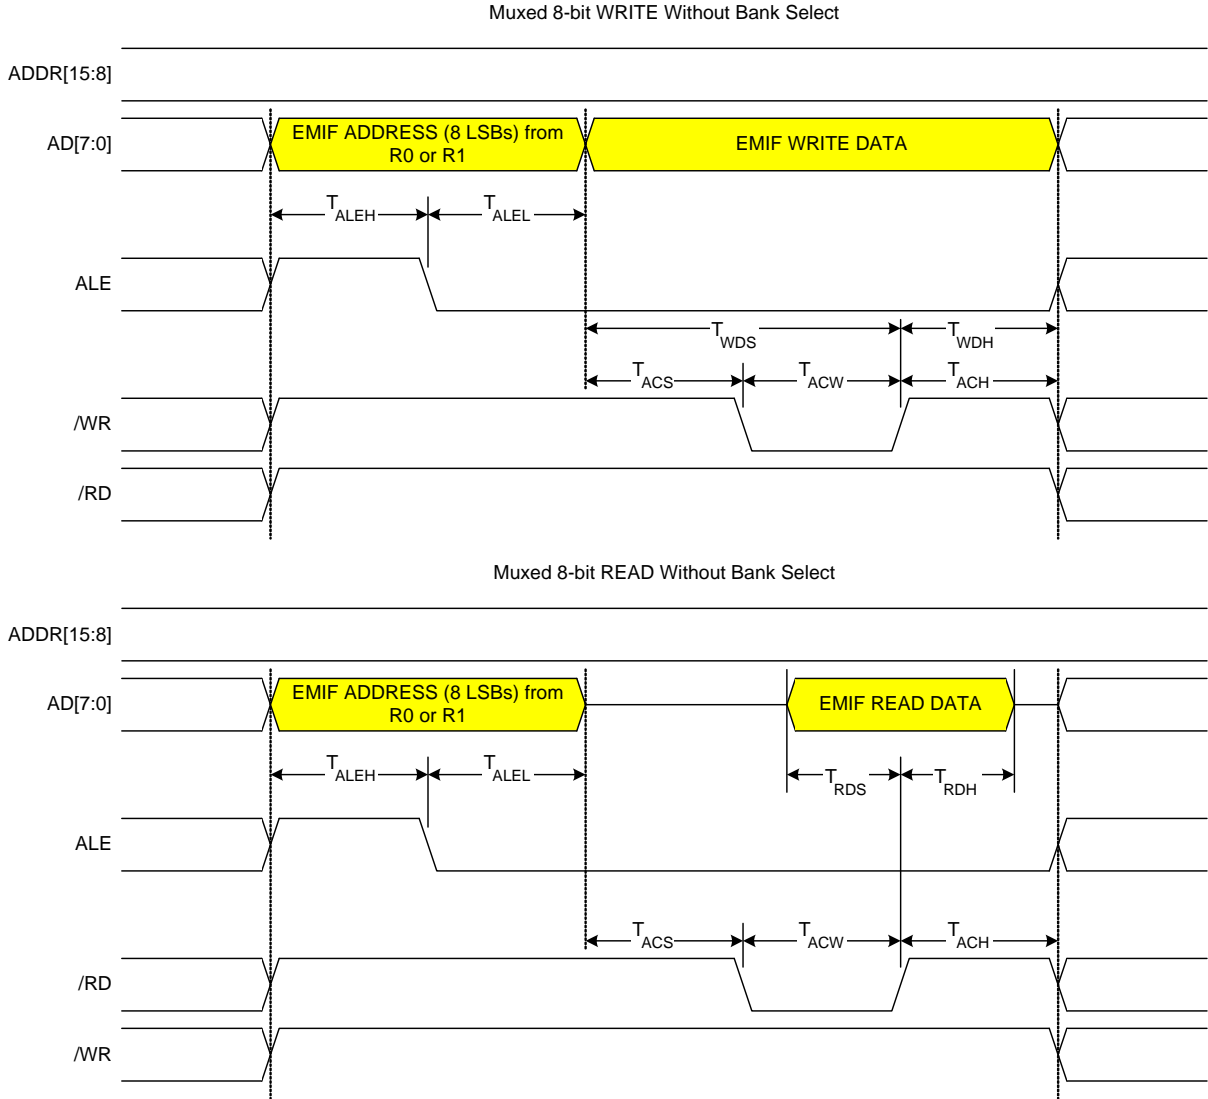 Muxed 8-bit WRITE Without Bank Select
ADDR[15:8]
AD[7:0]
EMIF ADDRESS (8 LSBs) from
R0 or R1
EMIF WRITE DATA
TALEH
TALEL
ALE
TWDS
TWDH
TACS
TACW
TACH
/WR
/RD
Muxed 8-bit READ Without Bank Select
ADDR[15:8]
AD[7:0]
EMIF ADDRESS (8 LSBs) from
R0 or R1
EMIF READ DATA
TALEH
TALEL
TRDS
TRDH
ALE
TACS
TACW
TACH
/RD
/WR